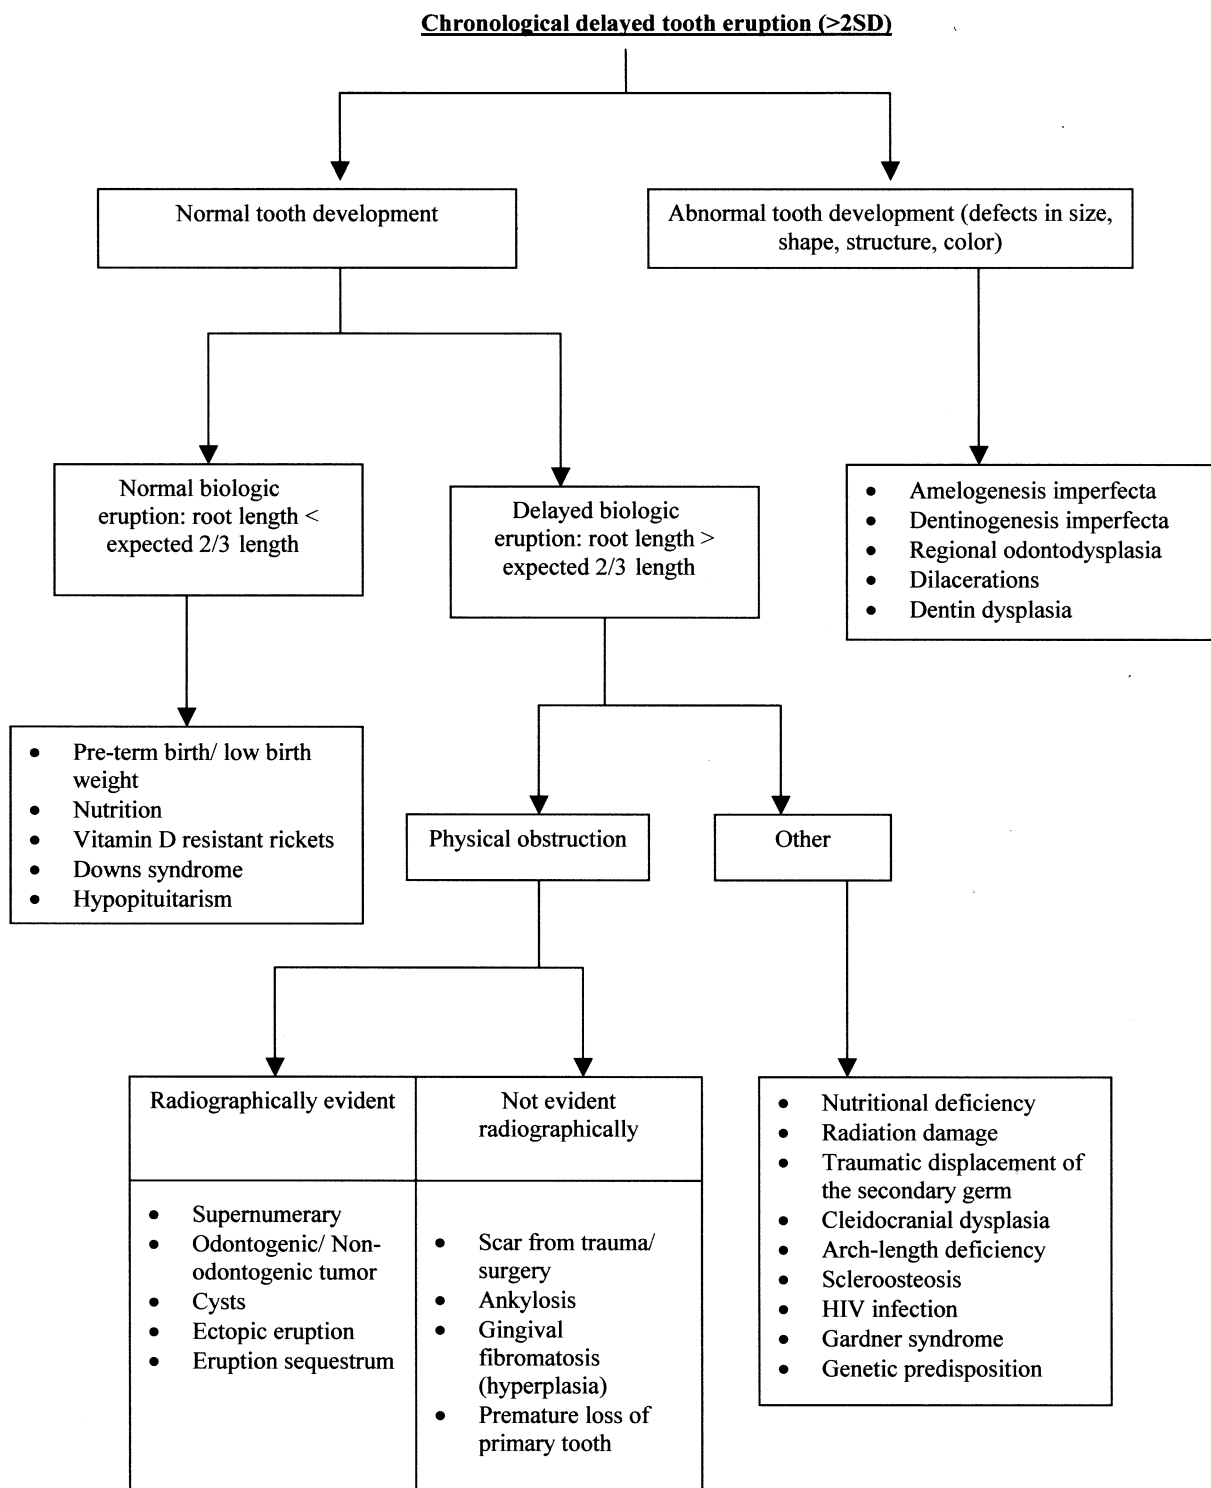 Chronological delayed tooth eruption (>2SD)
Normal tooth development
Abnormal tooth development (defects in size,
shape, structure, color)
Normal biologic
eruption: root length <
expected 2/3 length
Delayed biologic
eruption: root length >
expected 2/3 length
• Amelogenesis imperfecta
• Dentinogenesis imperfecta
• Regional odontodysplasia
• Dilacerations
• Dentin dysplasia
• Pre-term birth/ low birth
weight
• Nutrition
• Vitamin D resistant rickets
• Downs syndrome
• Hypopituitarism
Physical obstruction
Other
Radiographically evident
Not evident
radiographically
• Supernumerary
• Odontogenic/ Non-
odontogenic tumor
• Cysts
• Ectopic eruption
• Eruption sequestrum
• Scar from trauma/
surgery
• Ankylosis
• Gingival
fibromatosis
(hyperplasia)
• Premature loss of
primary tooth
• Nutritional deficiency
• Radiation damage
• Traumatic displacement of
the secondary germ
• Cleidocranial dysplasia
• Arch-length deficiency
• Scleroosteosis
• HIV infection
• Gardner syndrome
• Genetic predisposition